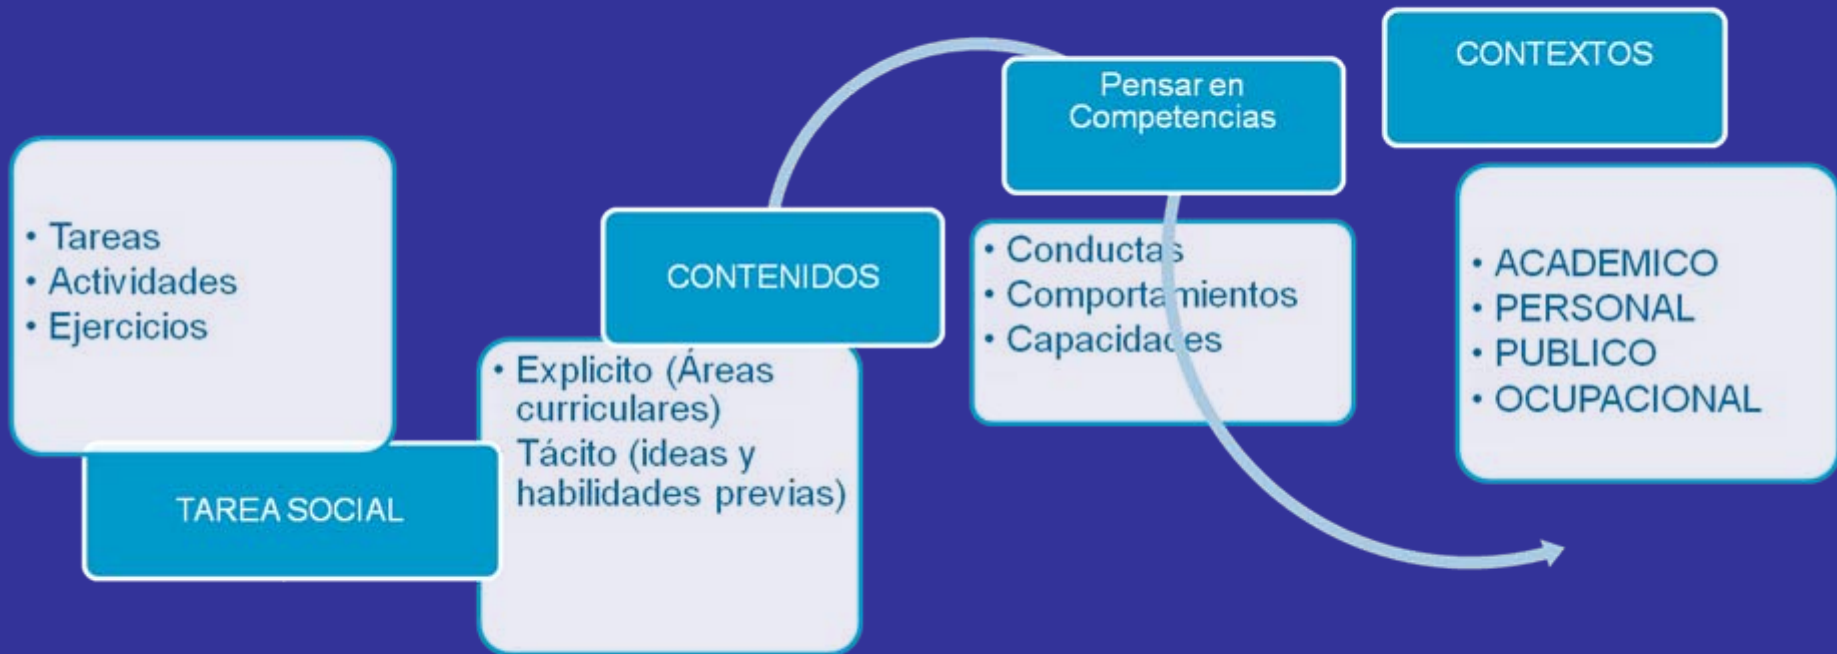 • Tareas
• Actividades
• Ejercicios
TAREA SOCIAL
CONTENIDOS
• Explicito (Áreas
curriculares)
Tácito (ideas y
habilidades previas)
Pensar en
Competencias
• Conductas
• Comportamientos
• Capacidades
CONTEXTOS
• ACADEMICO
• PERSONAL
• PUBLICO
• OCUPACIONAL